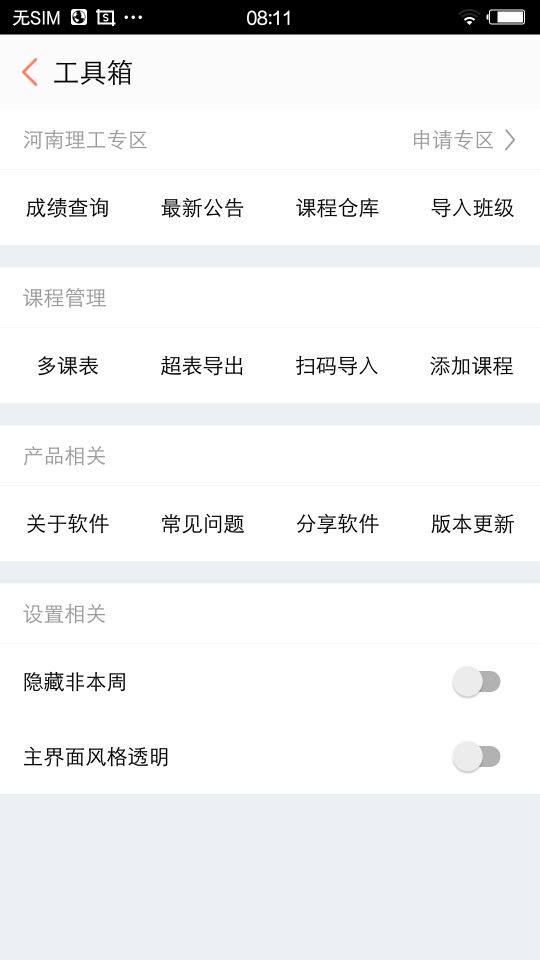 无SIM 08:11
工具箱
河南理工专区 申请专区
成绩查询 最新公告 课程仓库 导入班级
课程管理
多课表 超表导出 扫码导入 添加课程
产品相关
关于软件 常见问题 分享软件 版本更新
设置相关
隐藏非本周
主界面风格透明